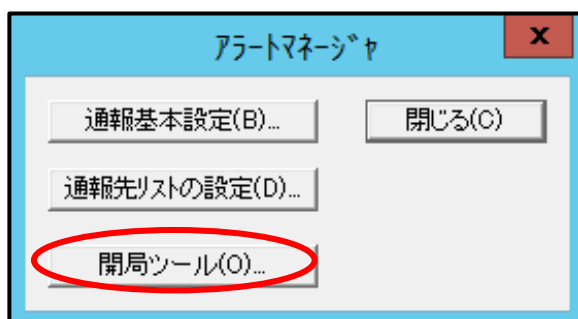 アラートマネージャ
x
通報基本設定(B)...
閉じる(C)
通報先リストの設定(D)...
開局ツール(O)...